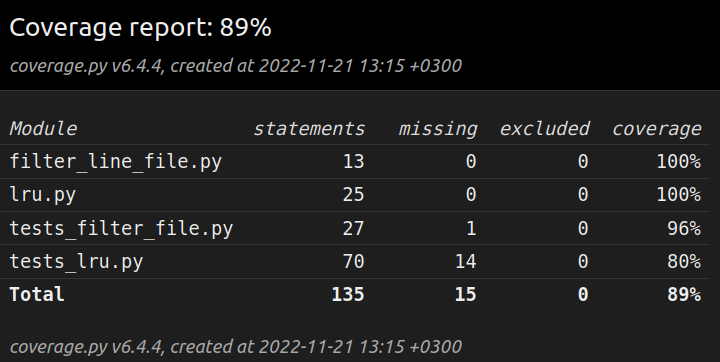 Coverage report: 89%
coverage.py v6.4.4, created at 2022-11-21 13:15 +0300
Module statements missing excluded coverage
filter_line_file.py 13 0 0 100%
lru.py 25 0 0 100%
tests_filter_file.py 27 1 0 96%
tests_lru.py 70 14 0 80%
Total 135 15 0 89%
coverage.py v6.4.4, created at 2022-11-21 13:15 +0300